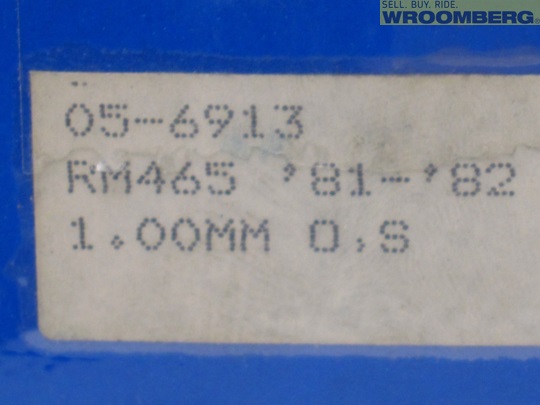 SELL. BUY. RIDE.
WROOMBERG
05-6913
RM465 '81-'82
1.00MM O.S